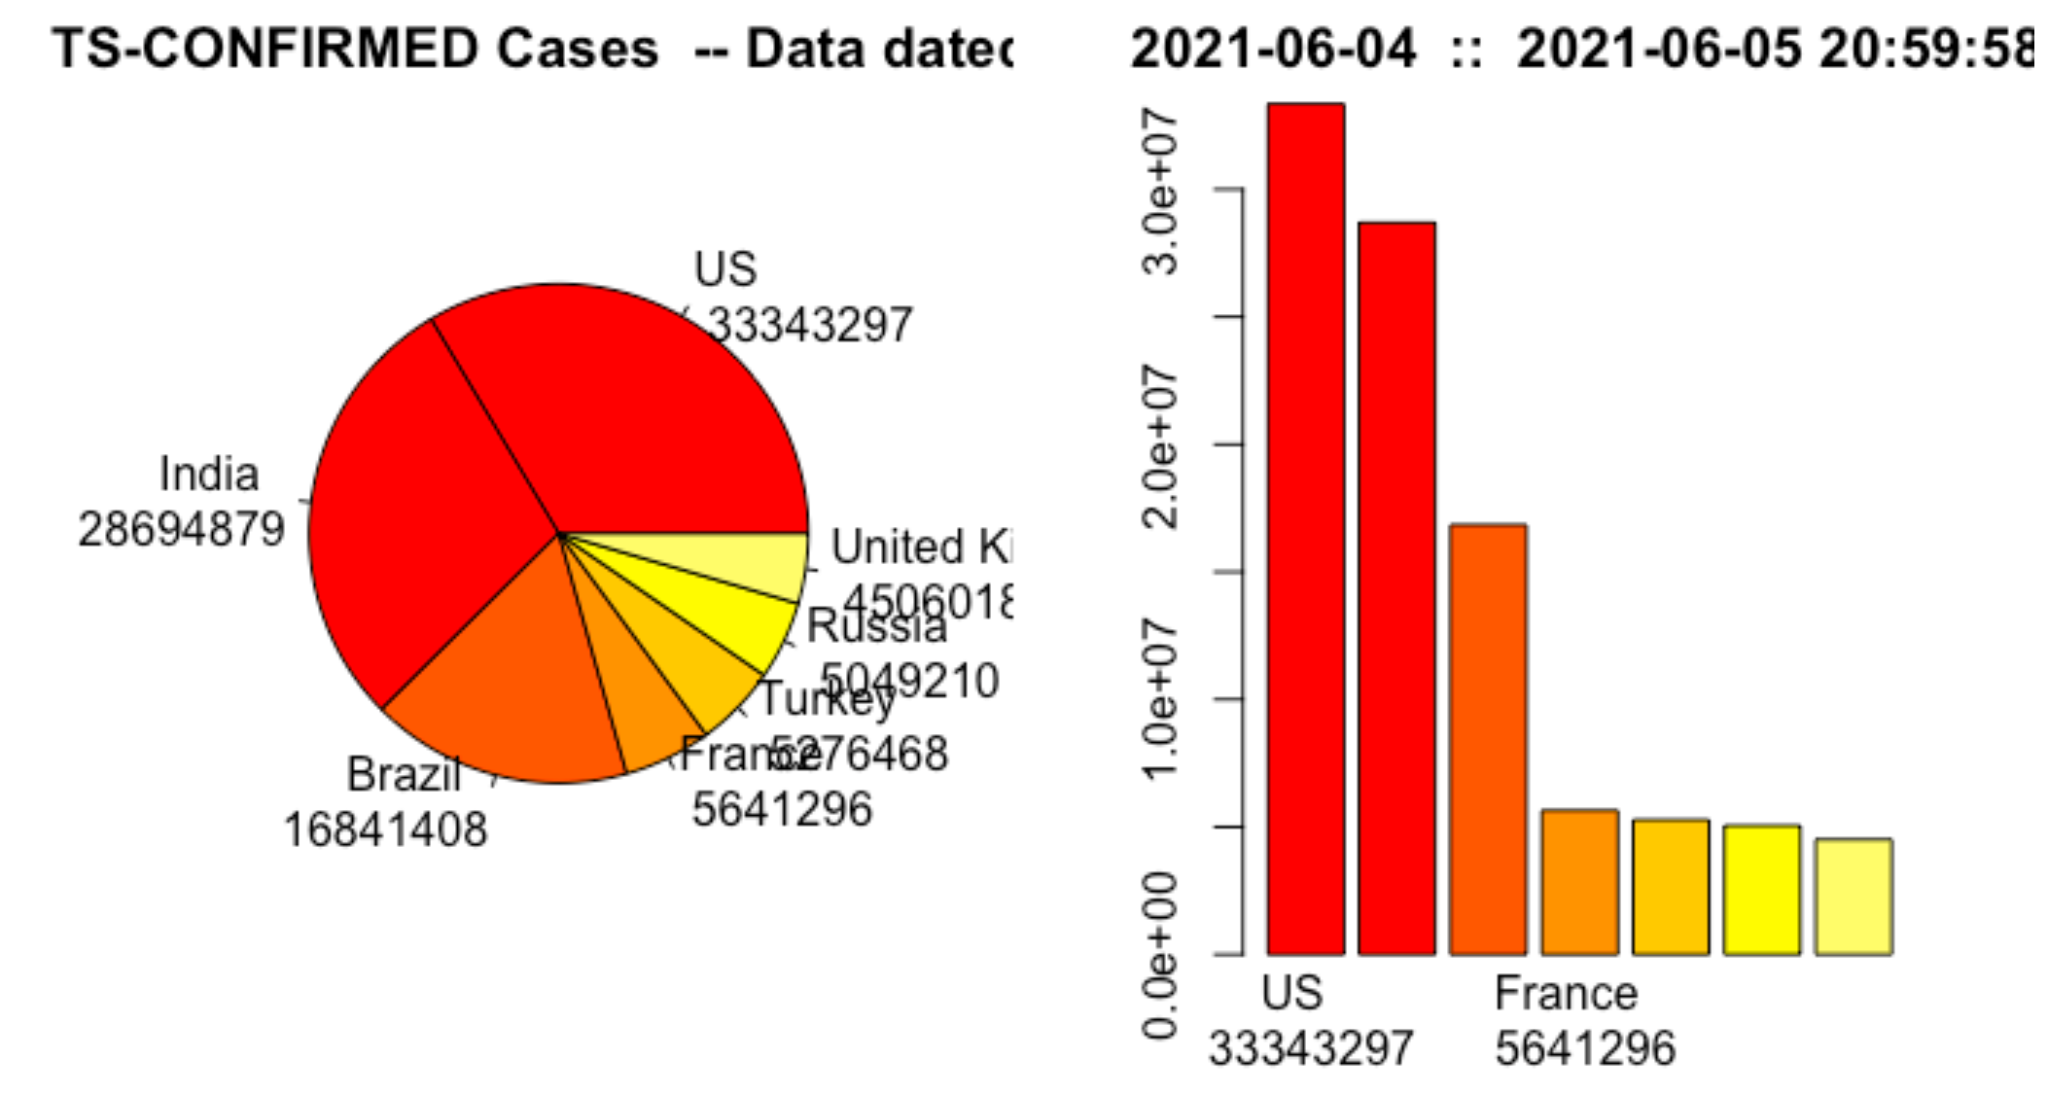 TS-CONFIRMED Cases -- Data dated
2021-06-04 :: 2021-06-05 20:59:58
US
33343297
India
28694879
Brazil
16841408
United Ki
4506018
Russia
5049210
Turkey
5276468
France
5641296
3.0e+07
2.0e+07
1.0e+07
0.0e+00
US
33343297
France
5641296